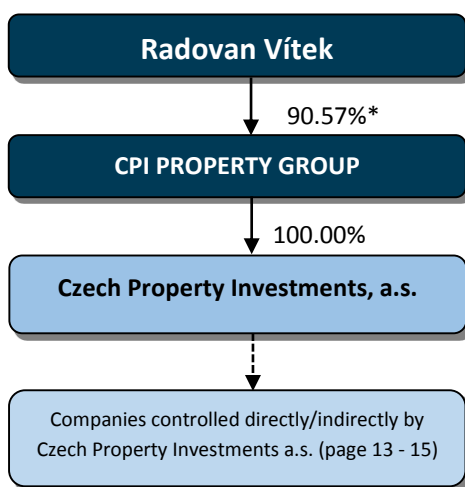 Radovan Vítek
90.57%*
CPI PROPERTY GROUP
100.00%
Czech Property Investments, a.s.
Companies controlled directly/indirectly by
Czech Property Investments a.s. (page 13 - 15)